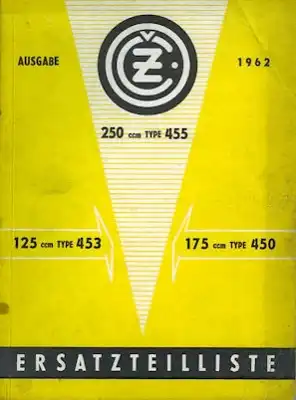 AUSGABE 1962
ČZ
250 ccm TYPE 455
125 ccm TYPE 453 175 ccm TYPE 450
ERSATZTEILLISTE